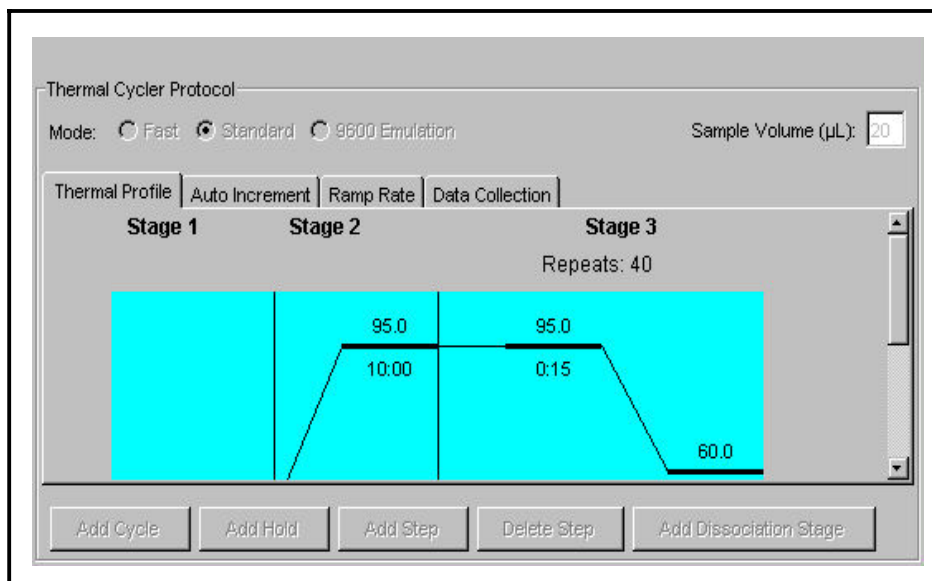 Thermal Cycler Protocol
Mode: Fast Standard 9600 Emulation Sample Volume (µL): 20
Thermal Profile Auto Increment Ramp Rate Data Collection
Stage 1 Stage 2 Stage 3
Repeats: 40
95.0 95.0
10:00 0:15
60.0
Add Cycle Add Hold Add Step Delete Step Add Dissociation Stage